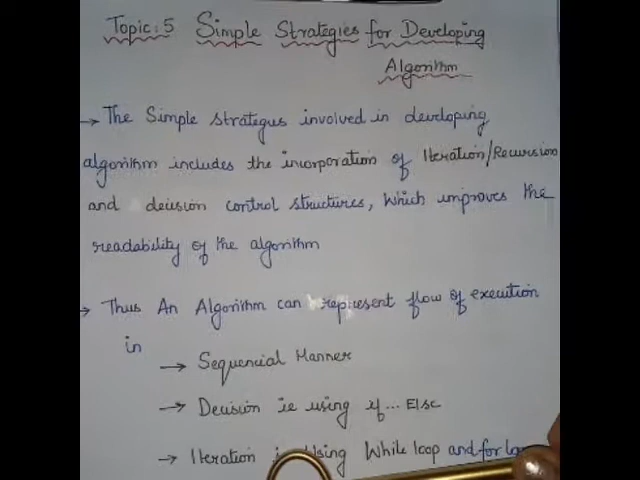 Topic: 5 Simple Strategies for Developing
Algorithm
→ The Simple strategies involved in developing
algorithm includes the incorporation of Iteration/Recursion
and decision control structures, which improves the
readability of the algorithm
→ Thus An Algorithm can represent flow of execution
in
→ Sequencial Manner
→ Decision ie using if... Else
→ Iteration Using While loop and for